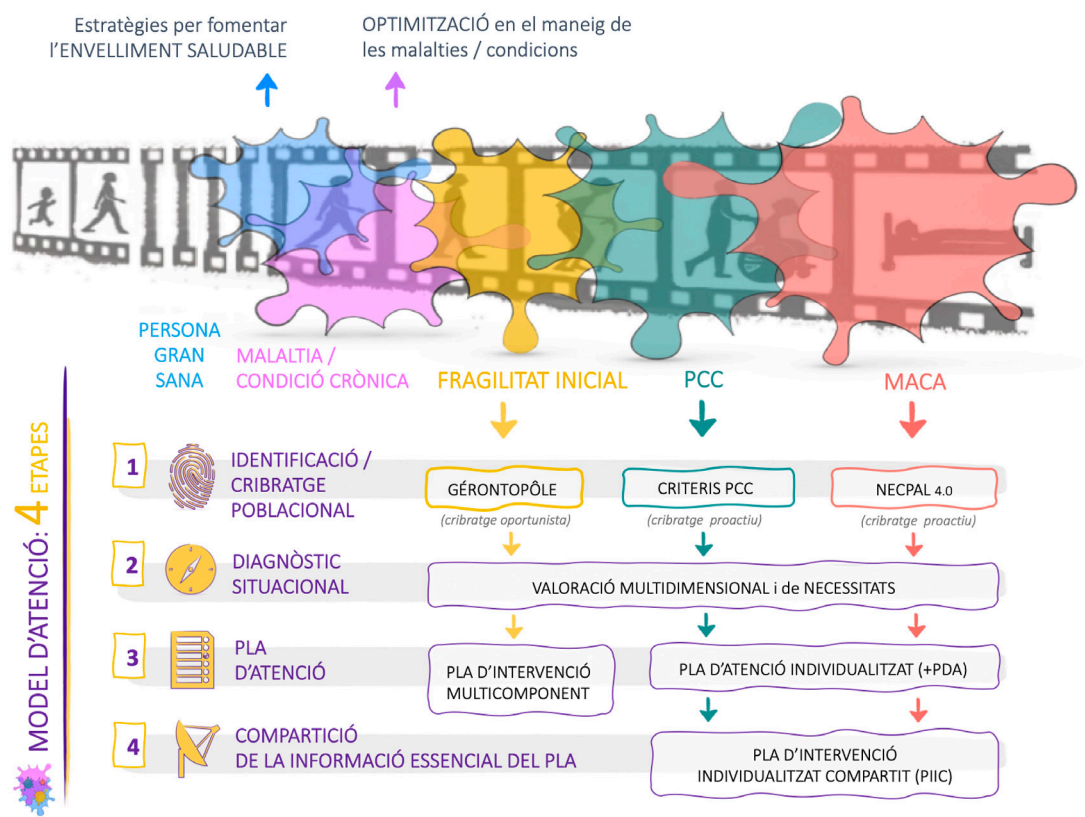 Estratègies per fomentar
l'ENVELLIMENT SALUDABLE
OPTIMITZACIÓ en el maneig de
les malalties / condicions
PERSONA
GRAN
SANA
MALALTIA /
CONDICIÓ CRÒNICA
FRAGILITAT INICIAL
PCC
MACA
MODEL D'ATENCIÓ: 4 ETAPES
1
IDENTIFICACIÓ /
CRIBRATGE
POBLACIONAL
GÉRONTOPÔLE
(cribratge oportunista)
CRITERIS PCC
(cribratge proactiu)
NECPAL 4.0
(cribratge proactiu)
2
DIAGNÒSTIC
SITUACIONAL
VALORACIÓ MULTIDIMENSIONAL i de NECESSITATS
3
PLA
D'ATENCIÓ
PLA D'INTERVENCIÓ
MULTICOMPONENT
PLA D'ATENCIÓ INDIVIDUALITZAT (+PDA)
4
COMPARTICIÓ
DE LA INFORMACIÓ ESSENCIAL DEL PLA
PLA D'INTERVENCIÓ
INDIVIDUALITZAT COMPARTIT (PIIC)